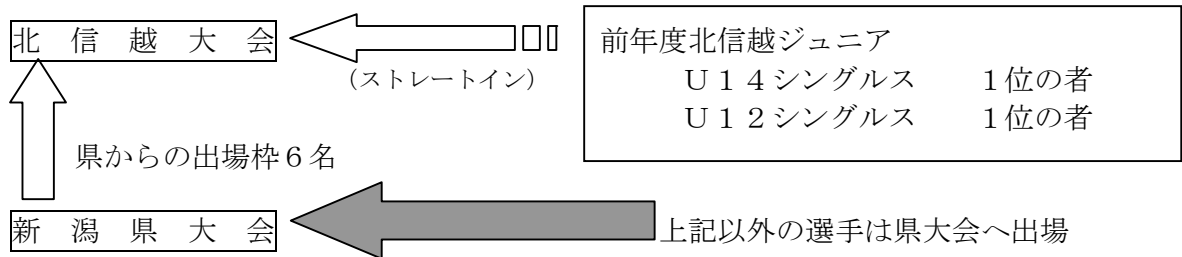 北信越大会
(ストレートイン)
前年度北信越ジュニア
U14シングルス　1位の者
U12シングルス　1位の者
県からの出場枠6名
新潟県大会
上記以外の選手は県大会へ出場